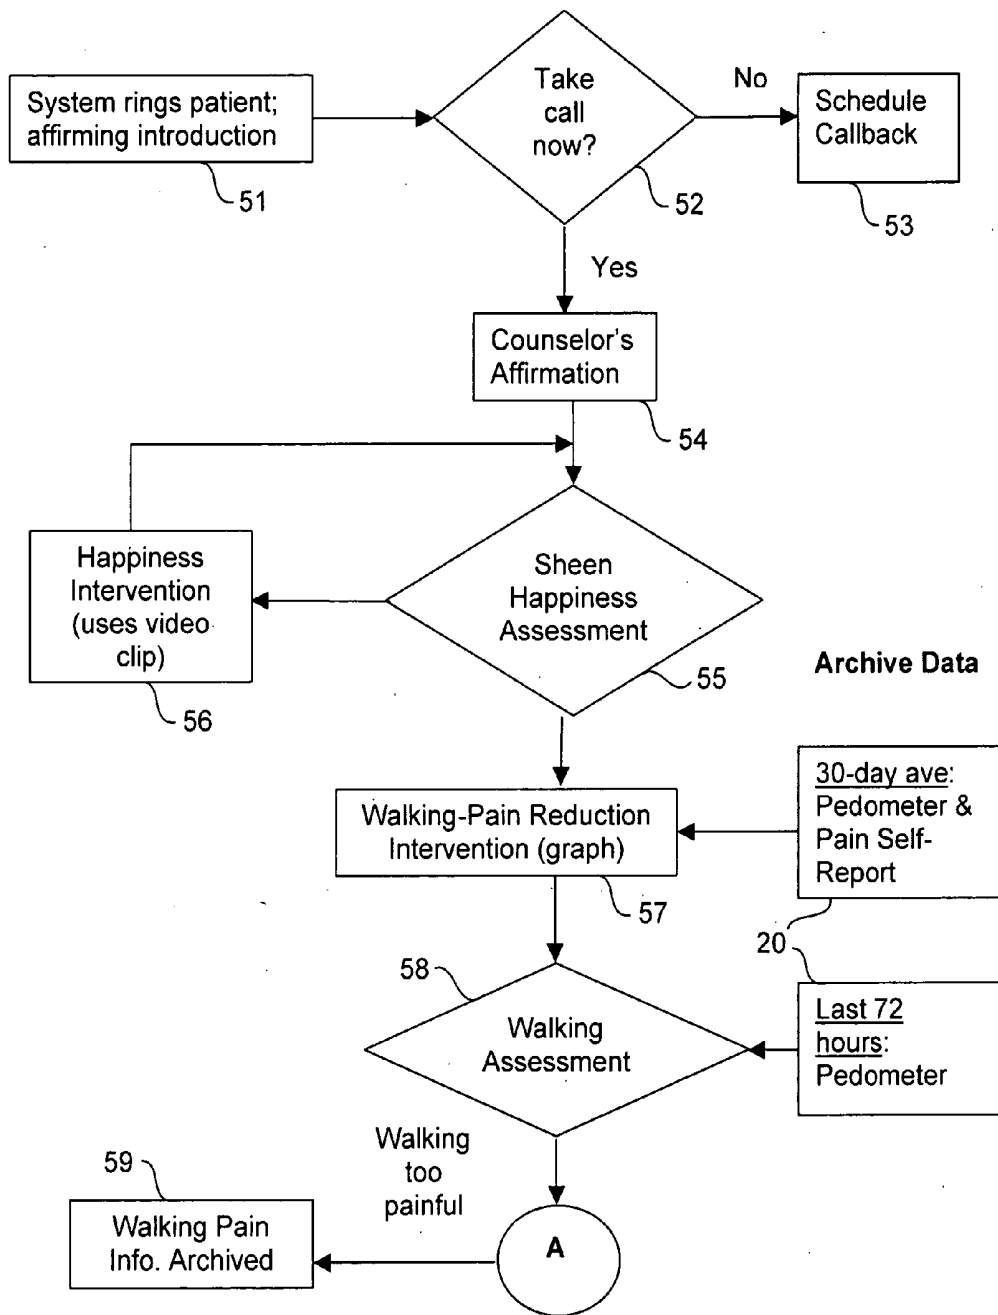 System rings patient;
affirming introduction
51
Take
call
now?
52
No
Schedule
Callback
53
Yes
Counselor's
Affirmation
54
Happiness
Intervention
(uses video
clip)
56
Sheen
Happiness
Assessment
55
Archive Data
30-day ave:
Pedometer &
Pain Self-
Report
Walking-Pain Reduction
Intervention (graph)
57
20
58
Walking
Assessment
Last 72
hours:
Pedometer
Walking
too
painful
59
Walking Pain
Info. Archived
A